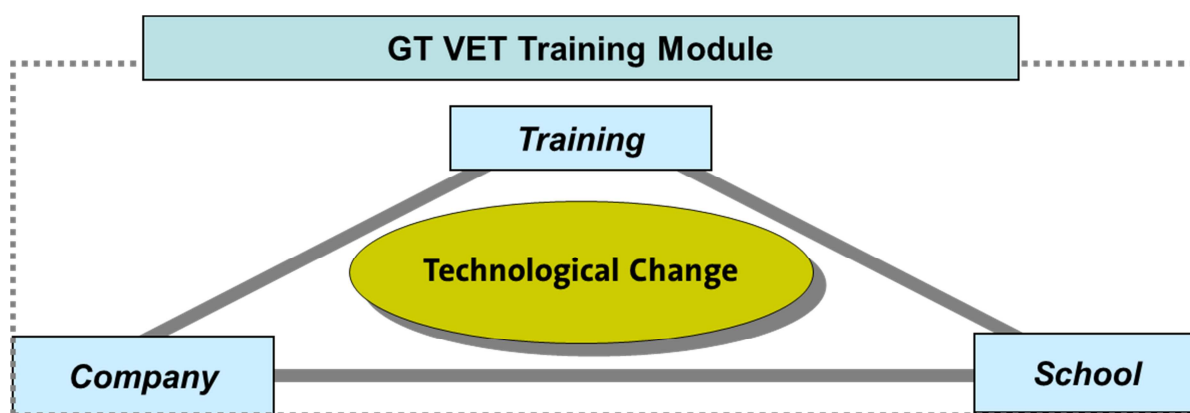 GT VET Training Module
Training
Technological Change
Company
School